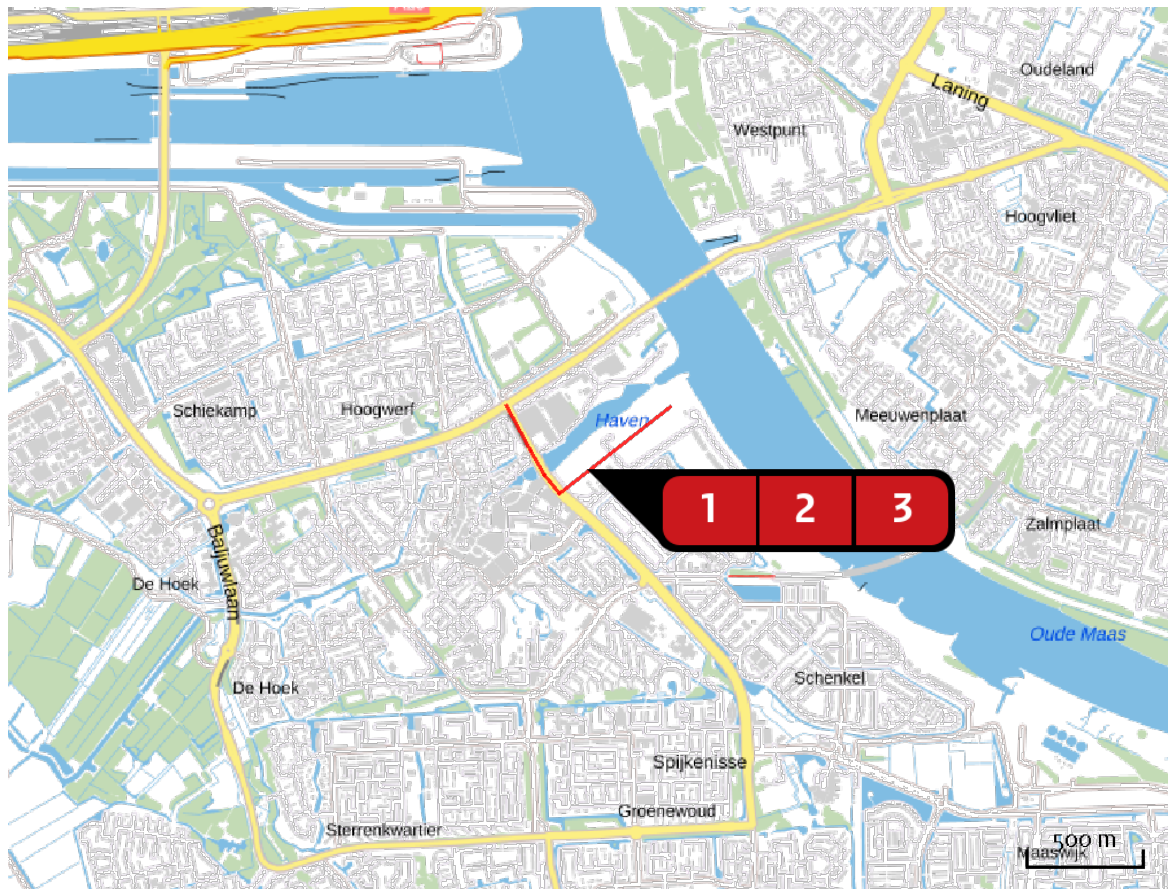 Oudeland
Laning
Westpunt
Hoogvliet
Schiekamp
Hoogwerf
Haven
Meeuwenplaat
1 2 3
Zalmplaat
Baljuwlaan
De Hoek
Oude Maas
De Hoek
Schenkel
Spijkenisse
Groenewoud
Sterrenkwartier
500 m
Maaswijk